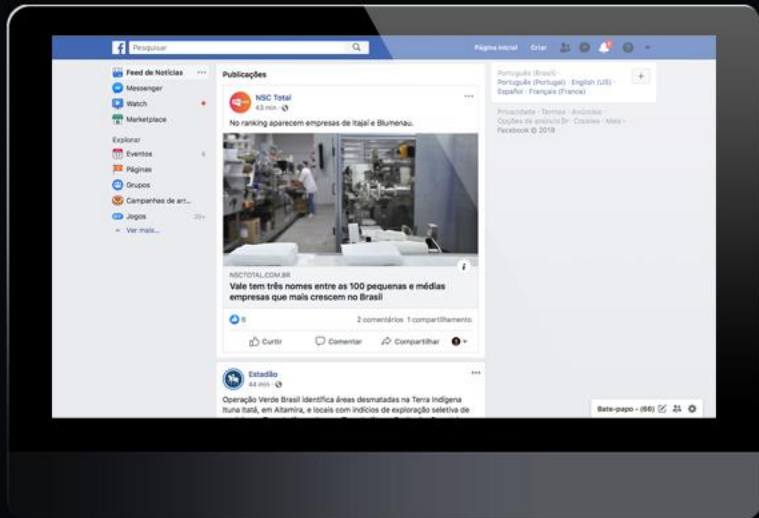 Pesquisar
Página inicial
Criar
Feed de Notícias
Messenger
Watch
Marketplace
Explorar
Eventos 6
Páginas
Grupos
Campanhas de arr...
Jogos 20+
Ver mais...
Publicações
NSC Total
43 min
No ranking aparecem empresas de Itajaí e Blumenau.
NSCTOTAL.COM.BR
Vale tem três nomes entre as 100 pequenas e médias
empresas que mais crescem no Brasil
6
2 comentários 1 compartilhamento
Curtir
Comentar
Compartilhar
Estadão
44 min
Operação Verde Brasil identifica áreas desmatadas na Terra Indígena
Ituna Itatá, em Altamira, e locais com indícios de exploração seletiva de
Português (Brasil) ·
Português (Portugal) · English (US) ·
Español · Français (France)
Privacidade · Termos · Anúncios ·
Opções de anúncio · Cookies · Mais ·
Facebook © 2019
Bate-papo - (66)